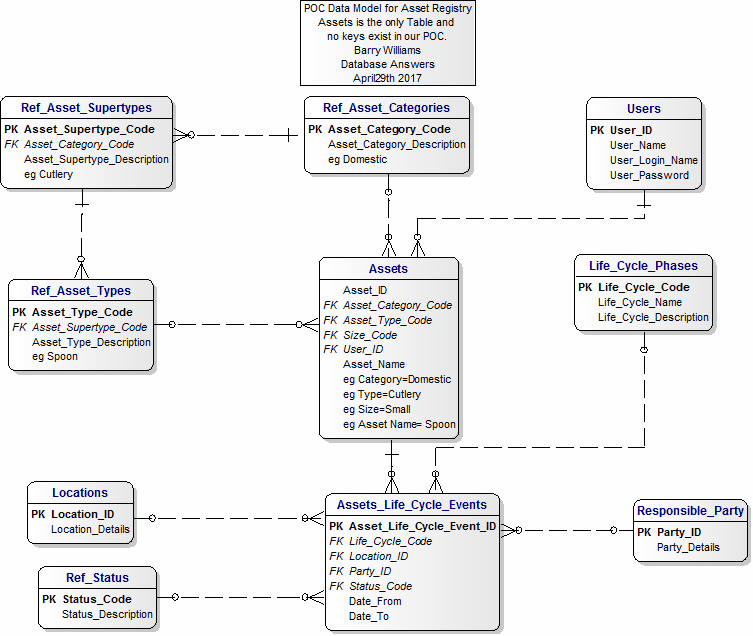 POC Data Model for Asset Registry
Assets is the only Table and
no keys exist in our POC.
Barry Williams
Database Answers
April29th 2017
Ref_Asset_Supertypes
PK Asset_Supertype_Code
FK Asset_Category_Code
Asset_Supertype_Description
eg Cutlery
Ref_Asset_Categories
PK Asset_Category_Code
Asset_Category_Description
eg Domestic
Users
PK User_ID
User_Name
User_Login_Name
User_Password
Ref_Asset_Types
PK Asset_Type_Code
FK Asset_Supertype_Code
Asset_Type_Description
eg Spoon
Assets
Asset_ID
FK Asset_Category_Code
FK Asset_Type_Code
FK Size_Code
FK User_ID
Asset_Name
eg Category=Domestic
eg Type=Cutlery
eg Size=Small
eg Asset Name= Spoon
Life_Cycle_Phases
PK Life_Cycle_Code
Life_Cycle_Name
Life_Cycle_Description
Locations
PK Location_ID
Location_Details
Ref_Status
PK Status_Code
Status_Description
Assets_Life_Cycle_Events
PK Asset_Life_Cycle_Event_ID
FK Life_Cycle_Code
FK Location_ID
FK Party_ID
FK Status_Code
Date_From
Date_To
Responsible_Party
PK Party_ID
Party_Details